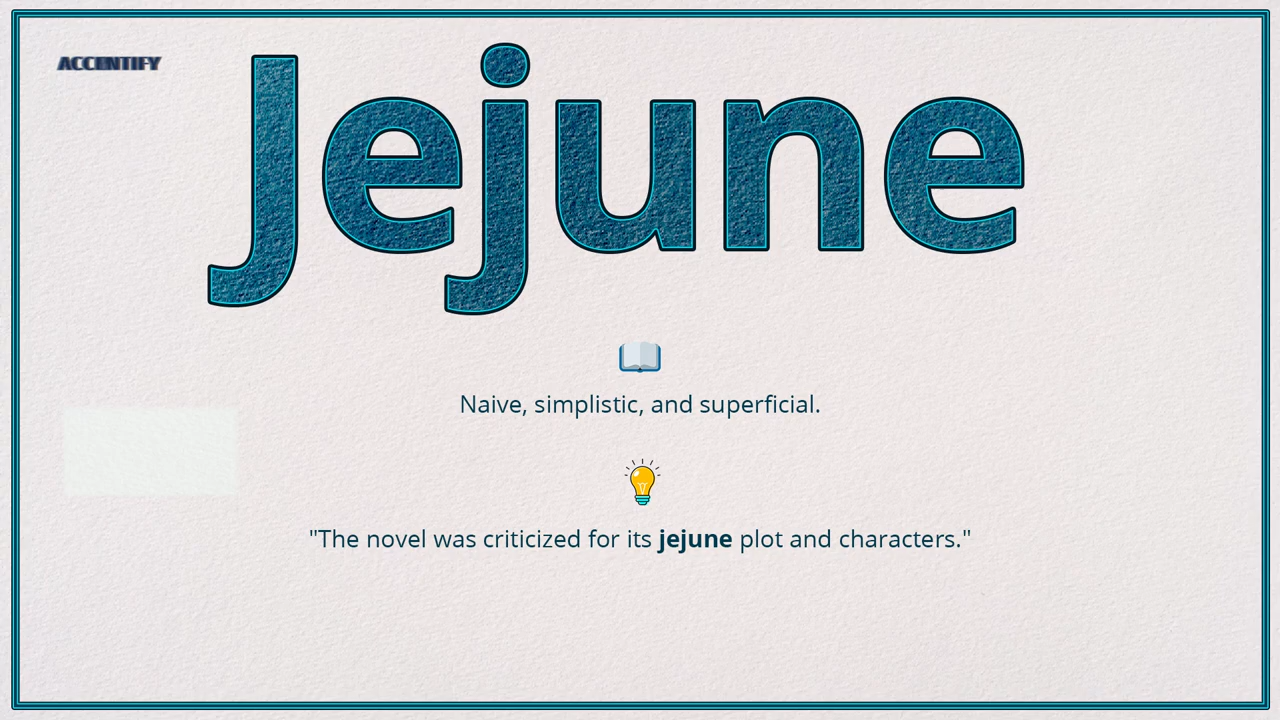 ACCENTIFY
Jejune
Naive, simplistic, and superficial.
"The novel was criticized for its jejune plot and characters."